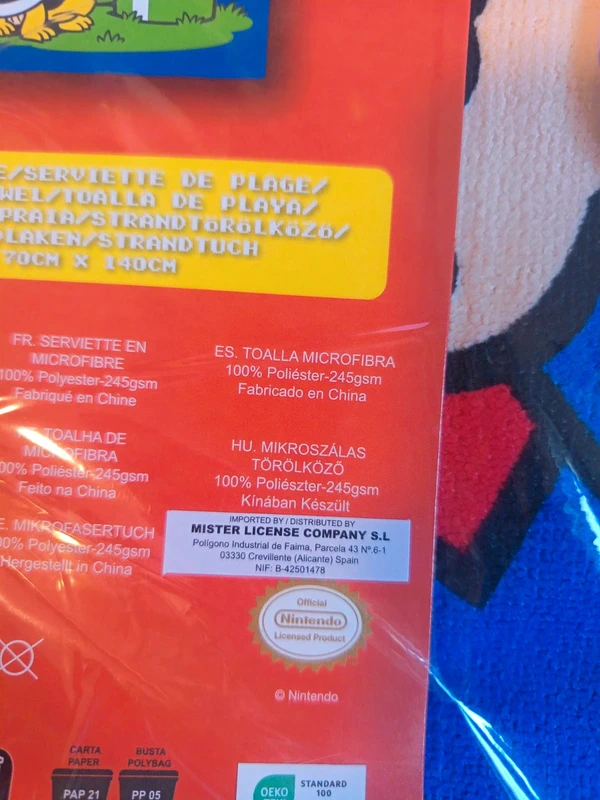 /SERVIETTE DE PLAGE/
/TOALLA DE PLAYA/
PRAIA/STRANDTÖRÖLKÖZŐ/
LAKEN/STRANDTUCH
70CM X 140CM
FR. SERVIETTE EN
MICROFIBRE
100% Polyester-245gsm
Fabriqué en Chine
ES. TOALLA MICROFIBRA
100% Poliéster-245gsm
Fabricado en China
TOALHA DE
MICROFIBRA
00% Poliéster-245gsm
Feito na China
HU. MIKROSZÁLAS
TÖRÖLKÖZŐ
100% Poliészter-245gsm
Kínában Készült
E. MIKROFASERTUCH
00% Polyester-245gsm
Hergestellt in China
IMPORTED BY / DISTRIBUTED BY
MISTER LICENSE COMPANY S.L
Polígono Industrial de Faima, Parcela 43 Nº.6-1
03330 Crevillente (Alicante) Spain
NIF: B-42501478
Official
Nintendo
Licensed Product
© Nintendo
CARTA
PAPER
PAP 21
BUSTA
POLYBAG
PP 05
OEKO
STANDARD
100